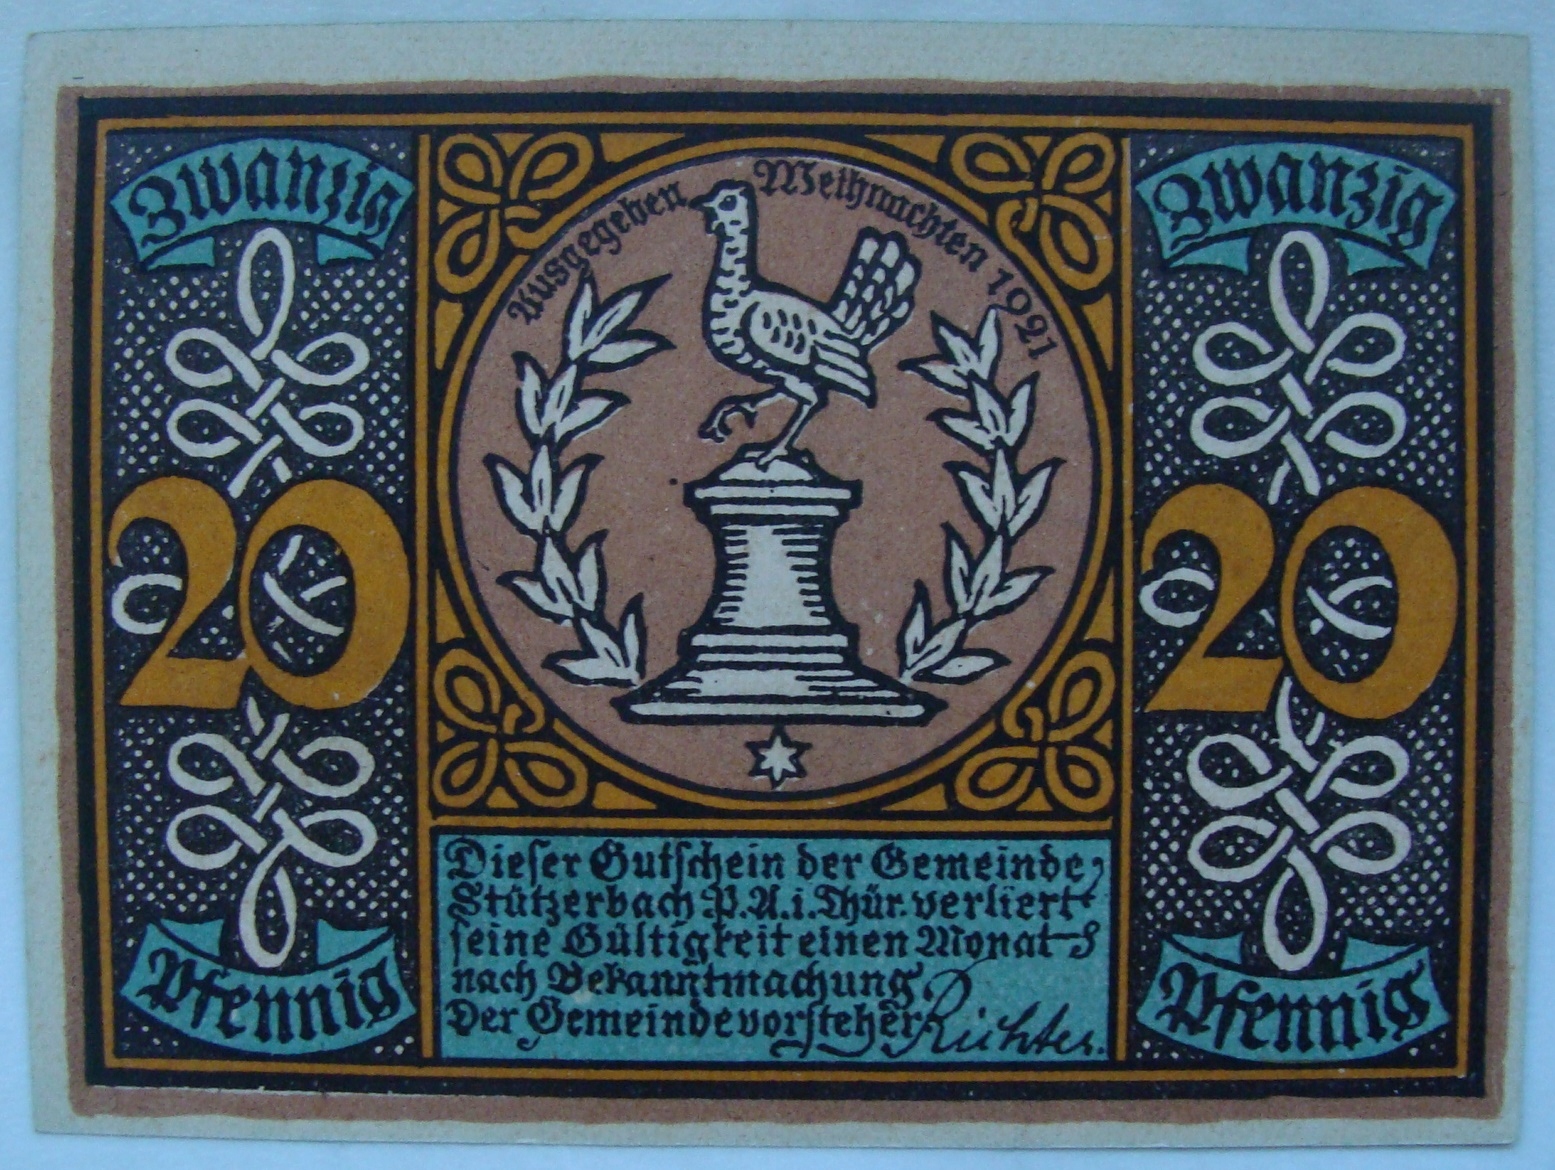 Zwanzig
20
Pfennig
Ausgegeben Weihnachten 1921
Dieser Gutschein der Gemeinde
Stützerbach P.A.i.Thür. verliert
seine Gültigkeit einen Monat
nach Bekanntmachung.
Der Gemeindevorsteher Richter.
Zwanzig
20
Pfennig